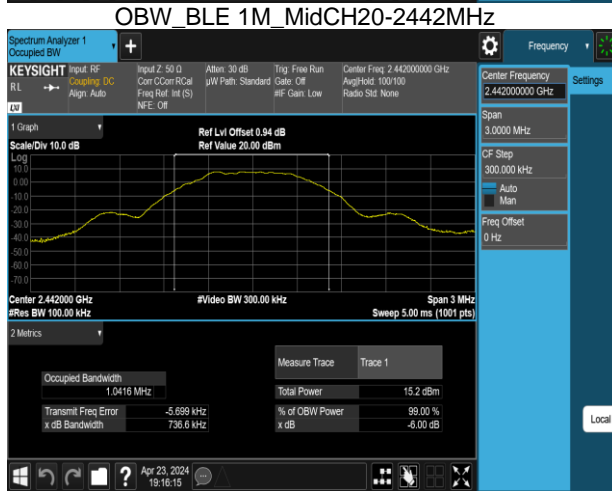 OBW_BLE 1M_MidCH20-2442MHz
Spectrum Analyzer 1
Occupied BW
Frequency
KEYSIGHT
RL
LXI
Input: RF
Coupling: DC
Align: Auto
Input Z: 50 Ω
Corr CCorr RCal
Freq Ref: Int (S)
NFE: Off
Atten: 30 dB
µW Path: Standard
Trig: Free Run
Gate: Off
#IF Gain: Low
Center Freq: 2.442000000 GHz
Avg|Hold: 100/100
Radio Std: None
Center Frequency
2.442000000 GHz
Settings
Span
3.0000 MHz
CF Step
300.000 kHz
Auto
Man
Freq Offset
0 Hz
Local
1 Graph
Scale/Div 10.0 dB
Ref Lvl Offset 0.94 dB
Ref Value 20.00 dBm
Log
10.0
0.00
-10.0
-20.0
-30.0
-40.0
-50.0
-60.0
-70.0
Center 2.442000 GHz
#Video BW 300.00 kHz
Span 3 MHz
#Res BW 100.00 kHz
Sweep 5.00 ms (1001 pts)
2 Metrics
Measure Trace Trace 1
Occupied Bandwidth
1.0416 MHz
Total Power 15.2 dBm
Transmit Freq Error -5.699 kHz
% of OBW Power 99.00 %
x dB Bandwidth 736.6 kHz
x dB -6.00 dB
Apr 23, 2024
19:16:15